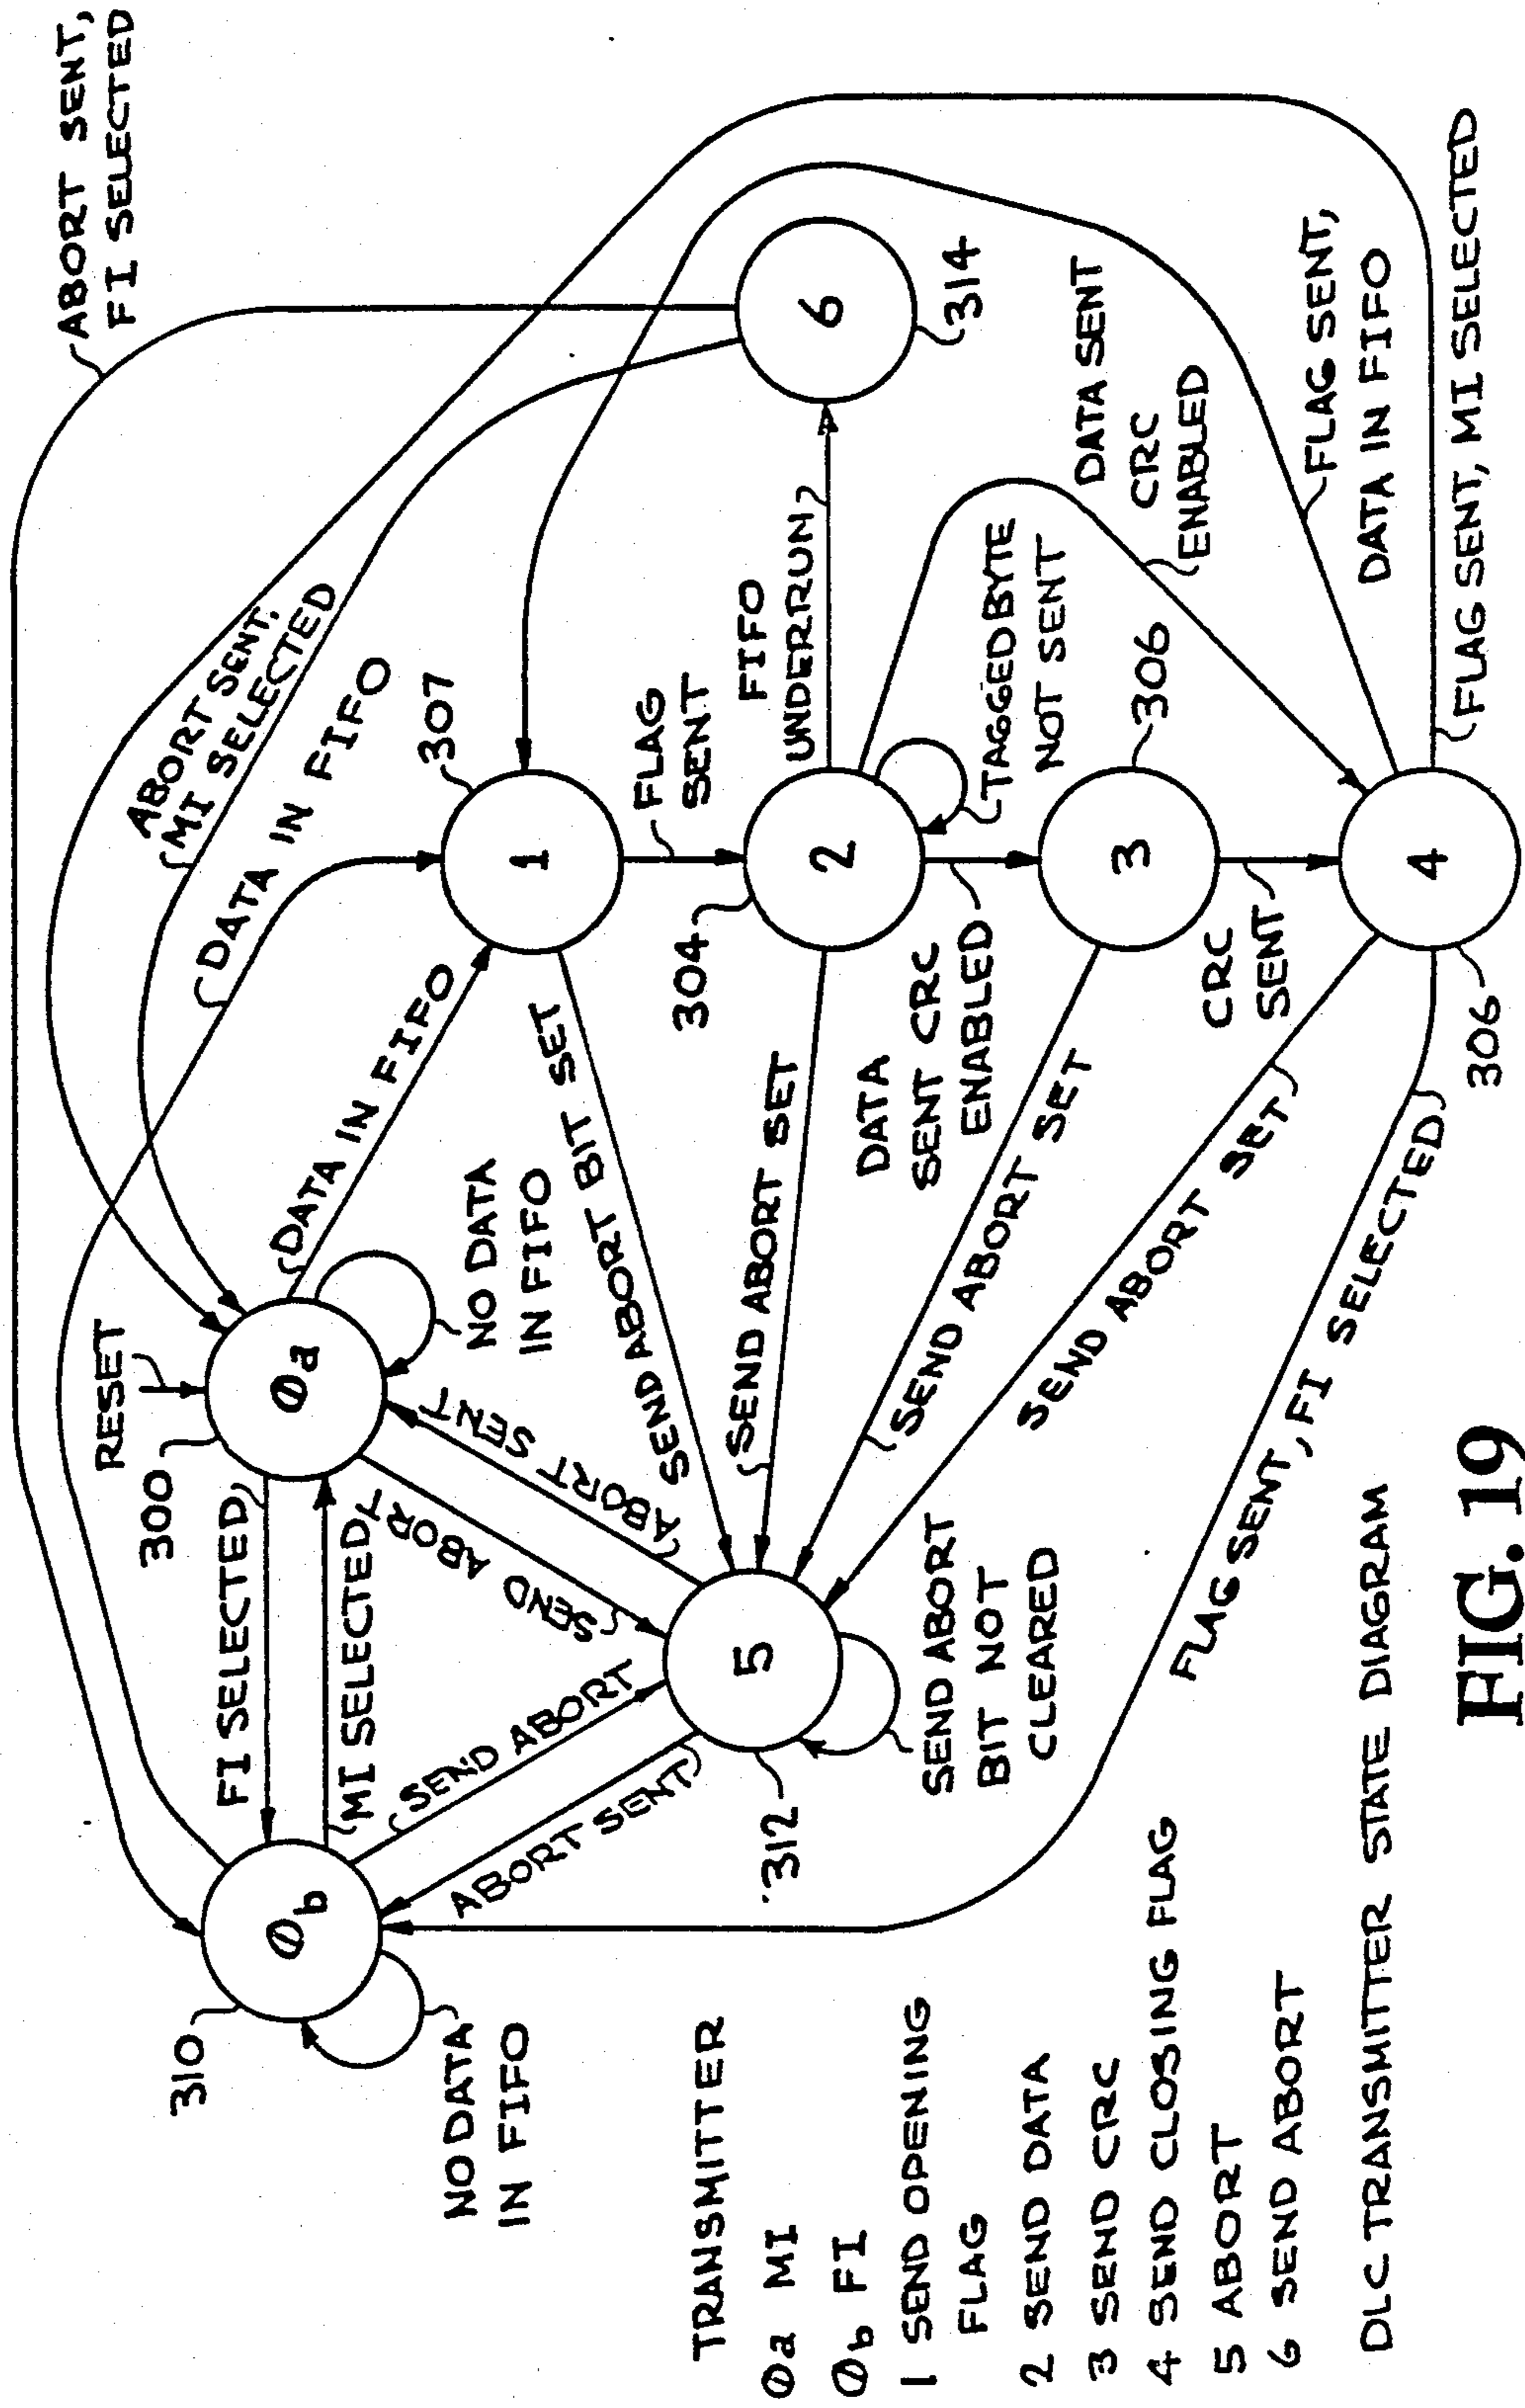 ABORT SENT,
FI SELECTED
ABORT SENT,
MI SELECTED
DATA IN FIFO
RESET
300
0a
DATA IN FIFO
NO DATA
IN FIFO
FI SELECTED
MI SELECTED
310
0b
NO DATA
IN FIFO
SEND ABORT
ABORT SENT
SEND ABORT
ABORT SENT
307
1
FLAG
SENT
SEND ABORT BIT SET
304
2
FIFO
UNDERRUN
6
314
SEND ABORT SET
TAGGED BYTE
NOT SENT
DATA SENT
CRC
ENABLED
DATA
SENT CRC
ENABLED
3
306
SEND ABORT SET
CRC
SENT
4
306
SEND ABORT SET
FLAG SENT,
DATA IN FIFO
FLAG SENT, MI SELECTED
FLAG SENT, FI SELECTED
5
312
SEND ABORT
BIT NOT
CLEARED
TRANSMITTER
0a MI
0b FI
1 SEND OPENING
FLAG
2 SEND DATA
3 SEND CRC
4 SEND CLOSING FLAG
5 ABORT
6 SEND ABORT
DLC TRANSMITTER STATE DIAGRAM
FIG. 19